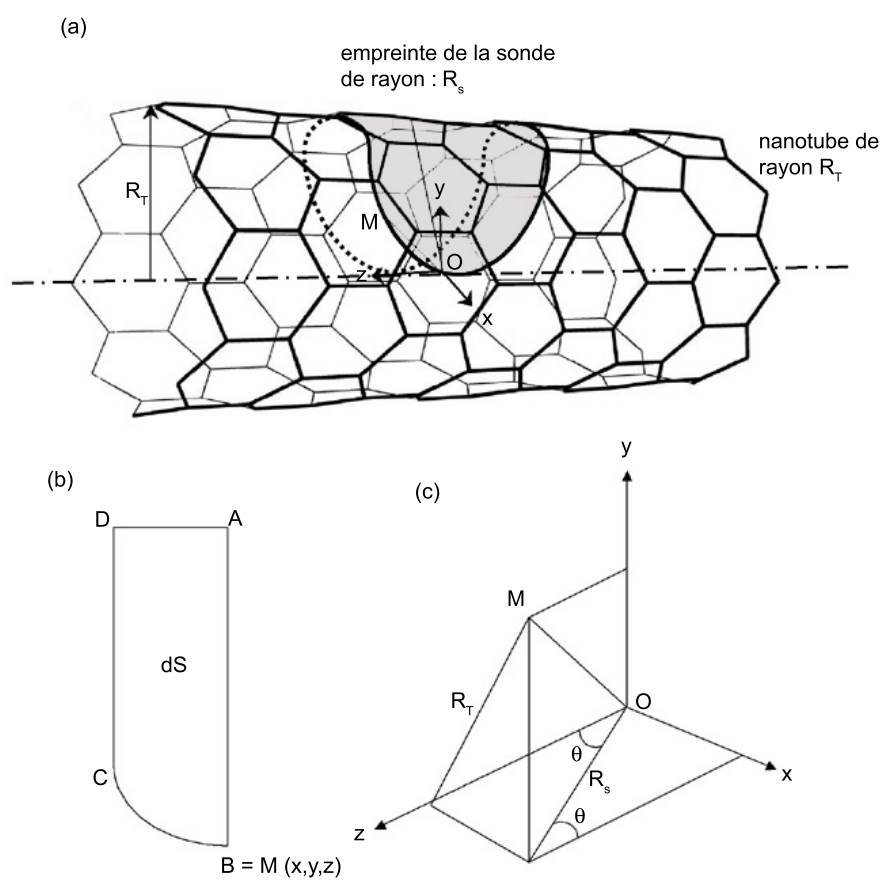 (a)
empreinte de la sonde
de rayon : Rs
nanotube de
rayon RT
RT
y
M
O
z
x
(b)
D
A
dS
C
B = M (x,y,z)
(c)
y
M
RT
O
θ
Rs
x
θ
z